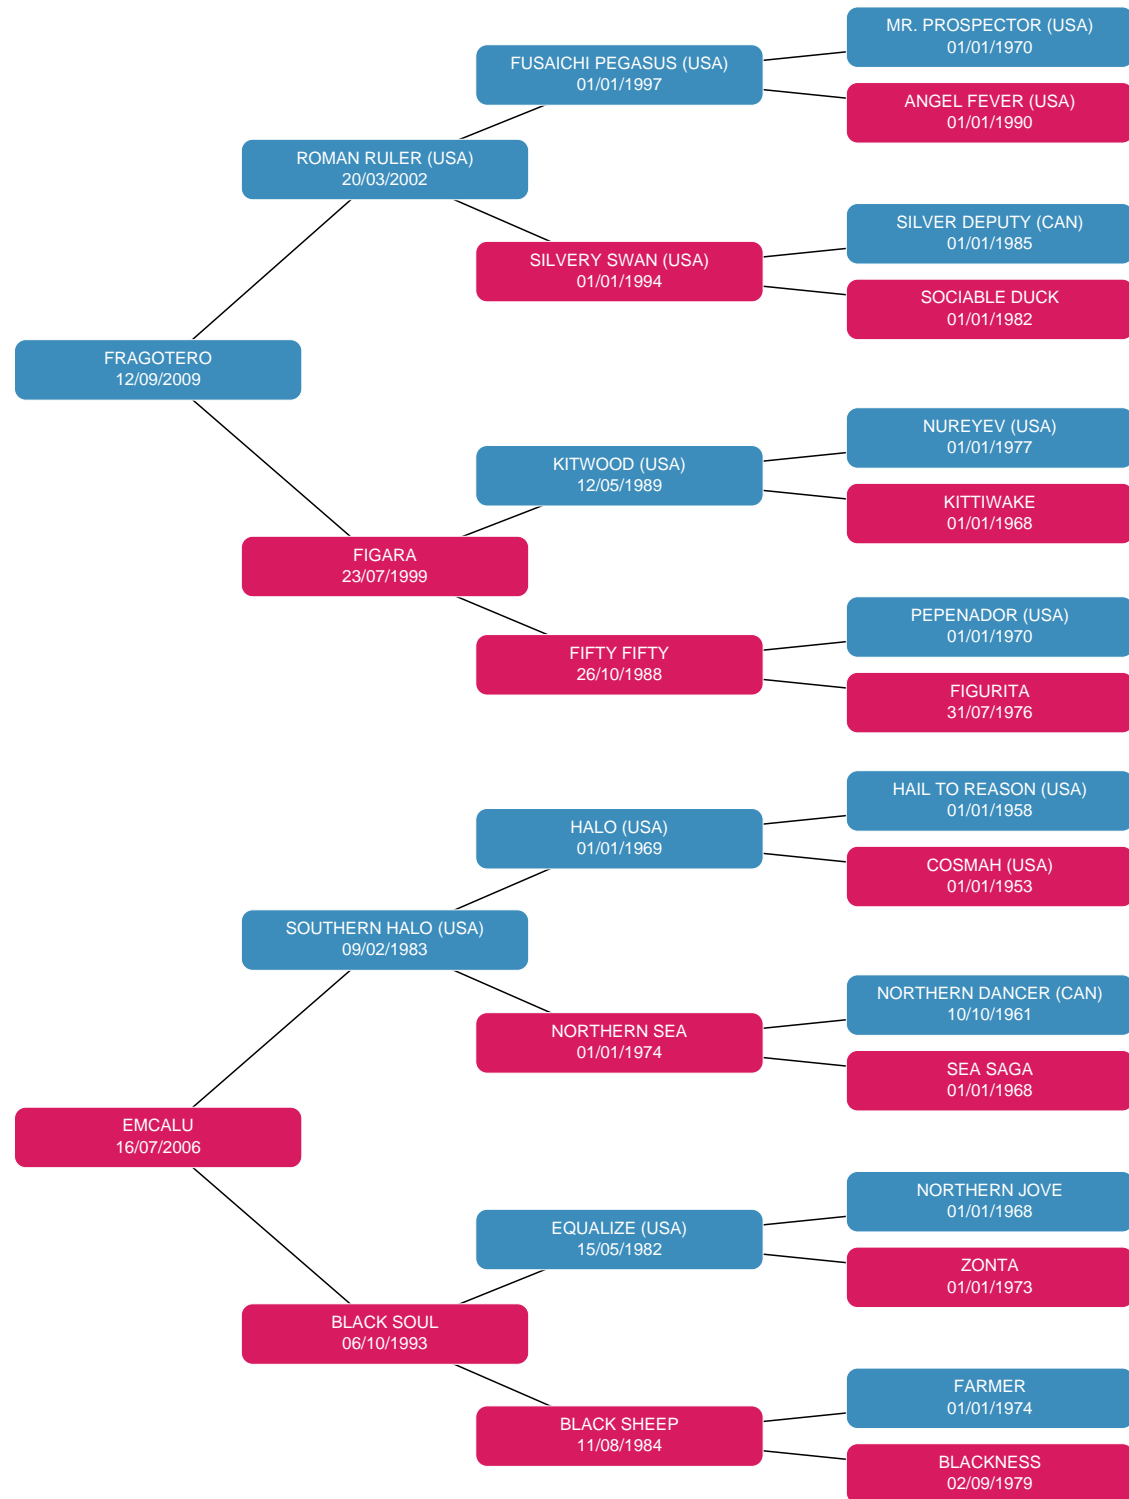 MR. PROSPECTOR (USA)
01/01/1970
FUSAICHI PEGASUS (USA)
01/01/1997
ANGEL FEVER (USA)
01/01/1990
ROMAN RULER (USA)
20/03/2002
SILVER DEPUTY (CAN)
01/01/1985
SILVERY SWAN (USA)
01/01/1994
SOCIABLE DUCK
01/01/1982
FRAGOTERO
12/09/2009
NUREYEV (USA)
01/01/1977
KITWOOD (USA)
12/05/1989
KITTIWAKE
01/01/1968
FIGARA
23/07/1999
PEPENADOR (USA)
01/01/1970
FIFTY FIFTY
26/10/1988
FIGURITA
31/07/1976
HAIL TO REASON (USA)
01/01/1958
HALO (USA)
01/01/1969
COSMAH (USA)
01/01/1953
SOUTHERN HALO (USA)
09/02/1983
NORTHERN DANCER (CAN)
10/10/1961
NORTHERN SEA
01/01/1974
SEA SAGA
01/01/1968
EMCALU
16/07/2006
NORTHERN JOVE
01/01/1968
EQUALIZE (USA)
15/05/1982
ZONTA
01/01/1973
BLACK SOUL
06/10/1993
FARMER
01/01/1974
BLACK SHEEP
11/08/1984
BLACKNESS
02/09/1979